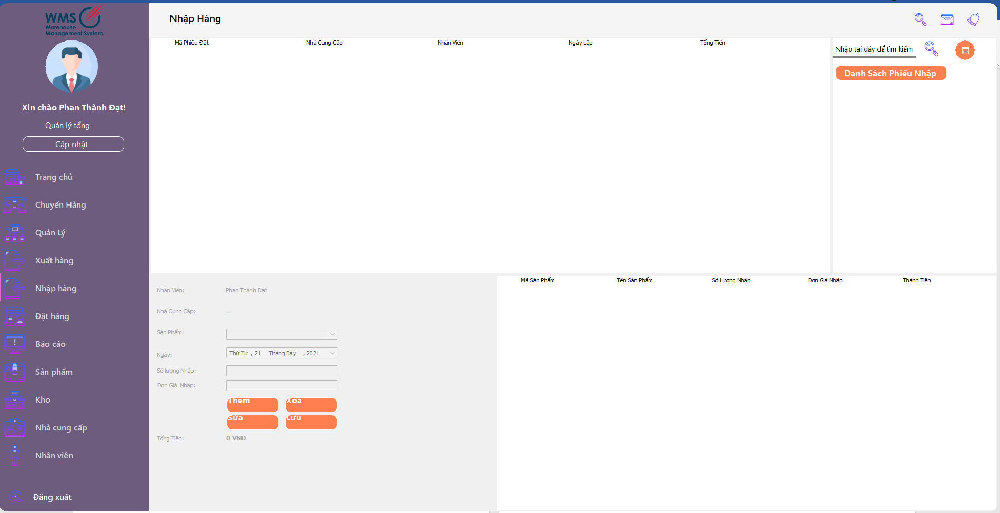 WMS
Warehouse
Management System
Xin chào Phan Thành Đạt!
Quản lý tổng
Cập nhật
Trang chủ
Chuyển Hàng
Quản Lý
Xuất hàng
Nhập hàng
Đặt hàng
Báo cáo
Sản phẩm
Kho
Nhà cung cấp
Nhân viên
Đăng xuất
Nhập Hàng
Mã Phiếu Đặt Nhà Cung Cấp Nhân Viên Ngày Lập Tổng Tiền
Nhập tại đây để tìm kiếm
Danh Sách Phiếu Nhập
Nhân Viên: Phan Thành Đạt
Nhà Cung Cấp: ...
Sản Phẩm:
Ngày: Thứ Tư , 21 Tháng Bảy , 2021
Số lượng Nhập:
Đơn Giá Nhập:
Thêm Xóa
Sửa Lưu
Tổng Tiền: 0 VNĐ
Mã Sản Phẩm Tên Sản Phẩm Số Lượng Nhập Đơn Giá Nhập Thành Tiền